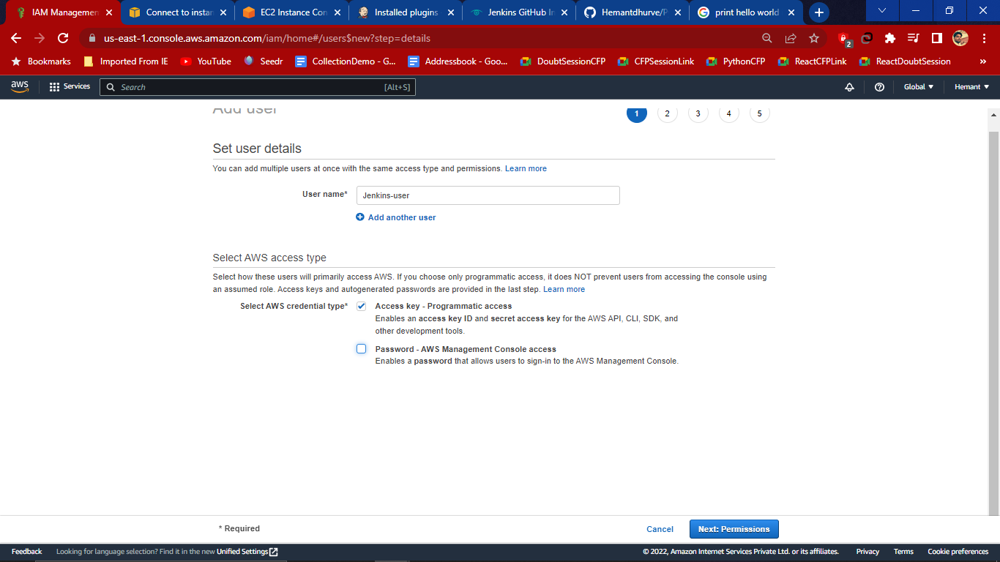 IAM Managemen
Connect to instan
EC2 Instance Con
Installed plugins
Jenkins GitHub In
Hemantdhurve/P
print hello world
us-east-1.console.aws.amazon.com/iam/home#/users$new?step=details
2
Bookmarks
Imported From IE
YouTube
Seedr
CollectionDemo - G...
Addressbook - Goo...
DoubtSessionCFP
CFPSessionLink
PythonCFP
ReactCFPLink
ReactDoubtSession
»
aws
Services
Search
[Alt+S]
Global
Hemant
Add user
1 2 3 4 5
Set user details
You can add multiple users at once with the same access type and permissions. Learn more
User name*
Jenkins-user
Add another user
Select AWS access type
Select how these users will primarily access AWS. If you choose only programmatic access, it does NOT prevent users from accessing the console using
an assumed role. Access keys and autogenerated passwords are provided in the last step. Learn more
Select AWS credential type*
Access key - Programmatic access
Enables an access key ID and secret access key for the AWS API, CLI, SDK, and
other development tools.
Password - AWS Management Console access
Enables a password that allows users to sign-in to the AWS Management Console.
* Required
Cancel
Next: Permissions
Feedback
Looking for language selection? Find it in the new Unified Settings
© 2022, Amazon Internet Services Private Ltd. or its affiliates.
Privacy
Terms
Cookie preferences